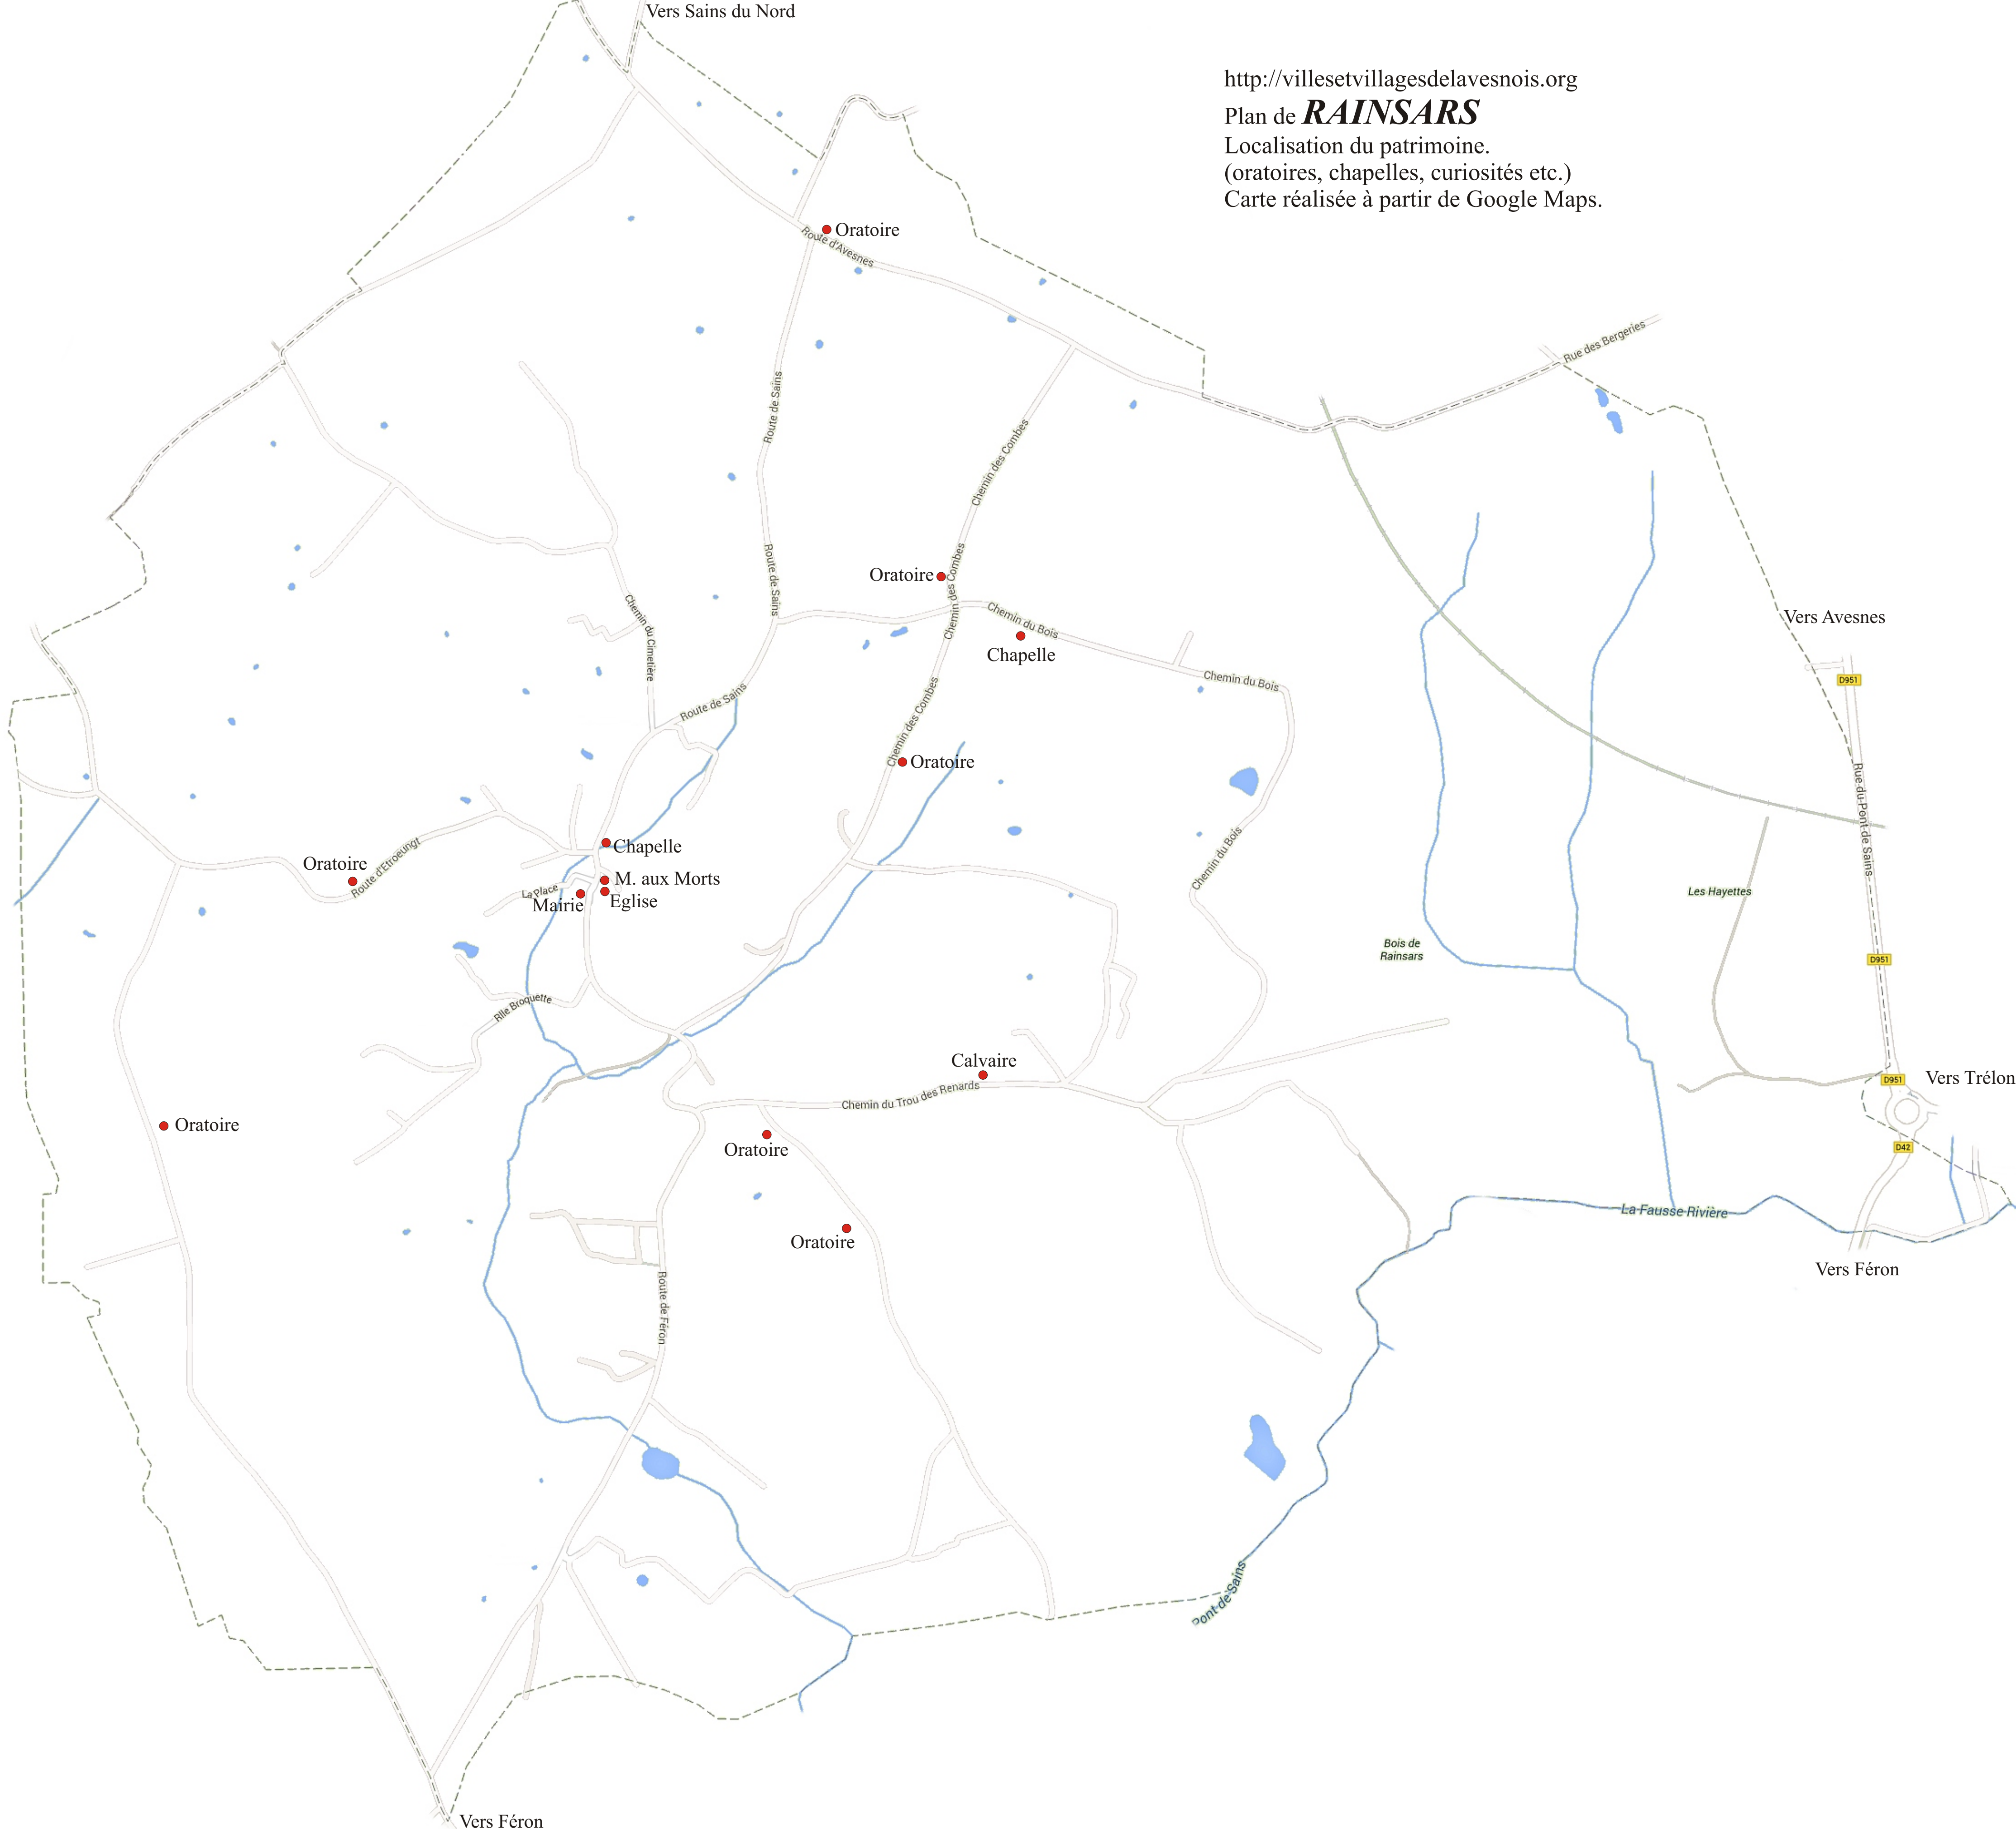 Vers Sains du Nord
http://villesetvillagesdelavesnois.org
Plan de RAINSARS
Localisation du patrimoine.
(oratoires, chapelles, curiosités etc.)
Carte réalisée à partir de Google Maps.
Oratoire
Route d'Avesnes
Rue des Bergeries
Route de Sains
Chemin des Combes
Route de Sains
Chemin des Combes
Oratoire
Chemin du Cimetière
Chemin du Bois
Chapelle
Vers Avesnes
Chemin du Bois
D951
Route de Sains
Chemin des Combes
Oratoire
Rue du Pont de Sains
Chapelle
Oratoire
Route d'Etroeungt
Chemin du Bois
M. aux Morts
La Place
Mairie
Eglise
Les Hayettes
Bois de
Rainsars
D951
Rlle Broquette
Calvaire
D951
Vers Trélon
Chemin du Trou des Renards
Oratoire
Oratoire
D42
La Fausse Rivière
Oratoire
Vers Féron
Route de Féron
Pont de Sains
Vers Féron